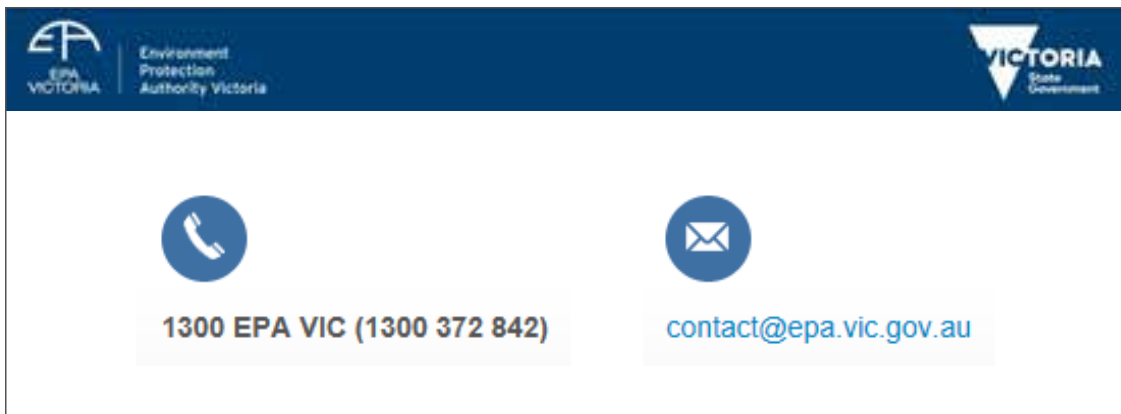 EPA
VICTORIA
Environment
Protection
Authority Victoria
VICTORIA
State
Government
1300 EPA VIC (1300 372 842)
contact@epa.vic.gov.au